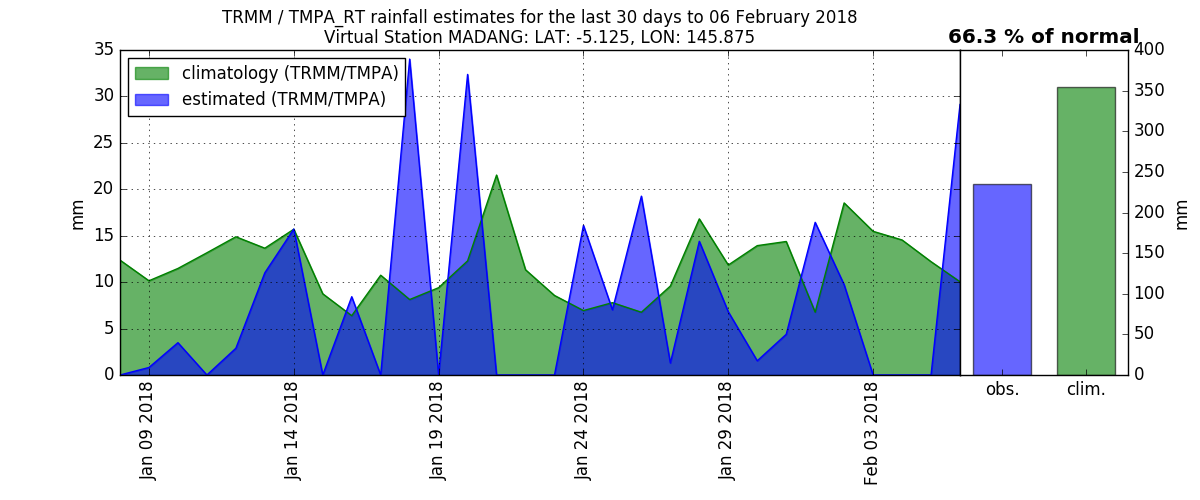 TRMM / TMPA_RT rainfall estimates for the last 30 days to 06 February 2018
Virtual Station MADANG: LAT: -5.125, LON: 145.875
66.3 % of normal
climatology (TRMM/TMPA)
estimated (TRMM/TMPA)
mm
35
30
25
20
15
10
5
0
Jan 09 2018
Jan 14 2018
Jan 19 2018
Jan 24 2018
Jan 29 2018
Feb 03 2018
obs.
clim.
400
350
300
250
200
150
100
50
0
mm